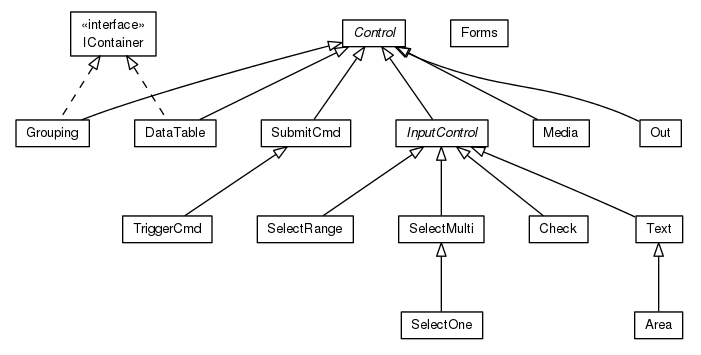 «interface»
IContainer
Control
Forms
Grouping
DataTable
SubmitCmd
InputControl
Media
Out
TriggerCmd
SelectRange
SelectMulti
Check
Text
SelectOne
Area